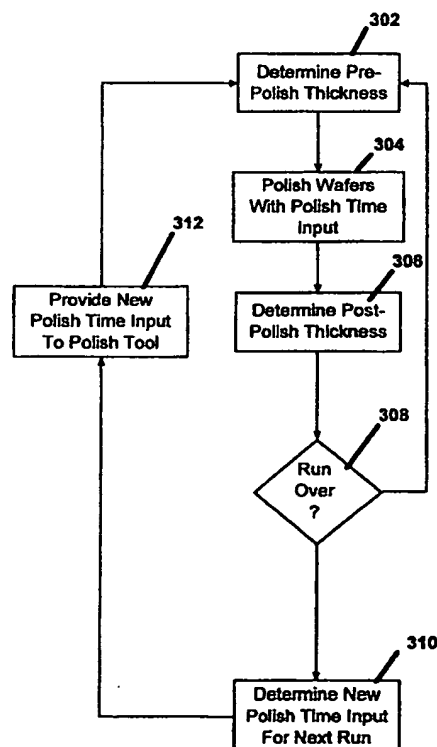 302
Determine Pre-
Polish Thickness
304
Polish Wafers
With Polish Time
Input
312
Provide New
Polish Time Input
To Polish Tool
306
Determine Post-
Polish Thickness
308
Run
Over
?
310
Determine New
Polish Time Input
For Next Run